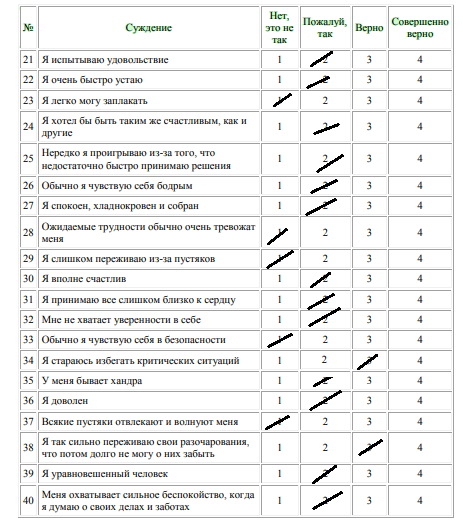 № Суждение Нет, это не так Пожалуй, так Верно Совершенно верно
21 Я испытываю удовольствие 1 2 3 4
22 Я очень быстро устаю 1 2 3 4
23 Я легко могу заплакать 1 2 3 4
24 Я хотел бы быть таким же счастливым, как и
другие 1 2 3 4
25 Нередко я проигрываю из-за того, что
недостаточно быстро принимаю решения 1 2 3 4
26 Обычно я чувствую себя бодрым 1 2 3 4
27 Я спокоен, хладнокровен и собран 1 2 3 4
28 Ожидаемые трудности обычно очень тревожат
меня 1 2 3 4
29 Я слишком переживаю из-за пустяков 1 2 3 4
30 Я вполне счастлив 1 2 3 4
31 Я принимаю все слишком близко к сердцу 1 2 3 4
32 Мне не хватает уверенности в себе 1 2 3 4
33 Обычно я чувствую себя в безопасности 1 2 3 4
34 Я стараюсь избегать критических ситуаций 1 2 3 4
35 У меня бывает хандра 1 2 3 4
36 Я доволен 1 2 3 4
37 Всякие пустяки отвлекают и волнуют меня 1 2 3 4
38 Я так сильно переживаю свои разочарования,
что потом долго не могу о них забыть 1 2 3 4
39 Я уравновешенный человек 1 2 3 4
40 Меня охватывает сильное беспокойство, когда
я думаю о своих делах и заботах 1 2 3 4